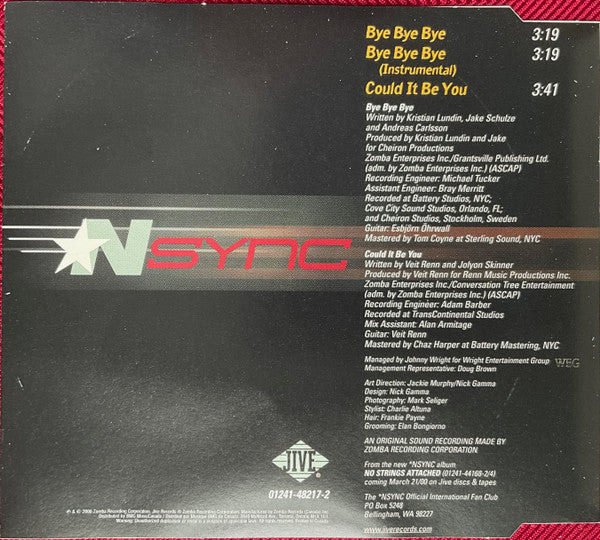 Bye Bye Bye 3:19
Bye Bye Bye 3:19
(Instrumental)
Could It Be You 3:41
Bye Bye Bye
Written by Kristian Lundin, Jake Schulze
and Andreas Carlsson
Produced by Kristian Lundin and Jake
for Cheiron Productions
Zomba Enterprises Inc./Grantsville Publishing Ltd.
(adm. by Zomba Enterprises Inc.) (ASCAP)
Recording Engineer: Michael Tucker
Assistant Engineer: Bray Merritt
Recorded at Battery Studios, NYC;
Cove City Sound Studios, Orlando, FL;
and Cheiron Studios, Stockholm, Sweden
Guitar: Esbjörn Öhrwall
Mastered by Tom Coyne at Sterling Sound, NYC
*NSYNC
Could It Be You
Written by Veit Renn and Jolyon Skinner
Produced by Veit Renn for Renn Music Productions Inc.
Zomba Enterprises Inc./Conversation Tree Entertainment
(adm. by Zomba Enterprises Inc.) (ASCAP)
Recording Engineer: Adam Barber
Recorded at TransContinental Studios
Mix Assistant: Alan Armitage
Guitar: Veit Renn
Mastered by Chaz Harper at Battery Mastering, NYC
Managed by Johnny Wright for Wright Entertainment Group WEG
Management Representative: Doug Brown
Art Direction: Jackie Murphy/Nick Gamma
Design: Nick Gamma
Photography: Mark Seliger
Stylist: Charlie Altuna
Hair: Frankie Payne
Grooming: Elan Bongiorno
AN ORIGINAL SOUND RECORDING MADE BY
ZOMBA RECORDING CORPORATION.
From the new *NSYNC album
NO STRINGS ATTACHED (01241-44168-2/4)
coming March 21/00 on Jive discs & tapes
The *NSYNC Official International Fan Club
PO Box 5248
Bellingham, WA 98227
www.jiverecords.com
JIVE ®
01241-48217-2
℗ & © 2000 Zomba Recording Corporation.